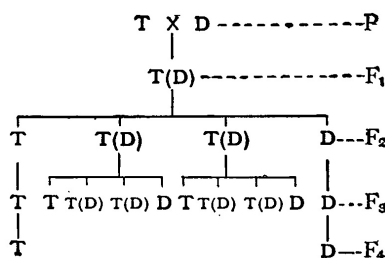 T X D ----------- P
T(D) ----------- F₁
T T(D) T(D) D --- F₂
T T T(D) T(D) D T T(D) T(D) D D --- F₃
T D --- F₄